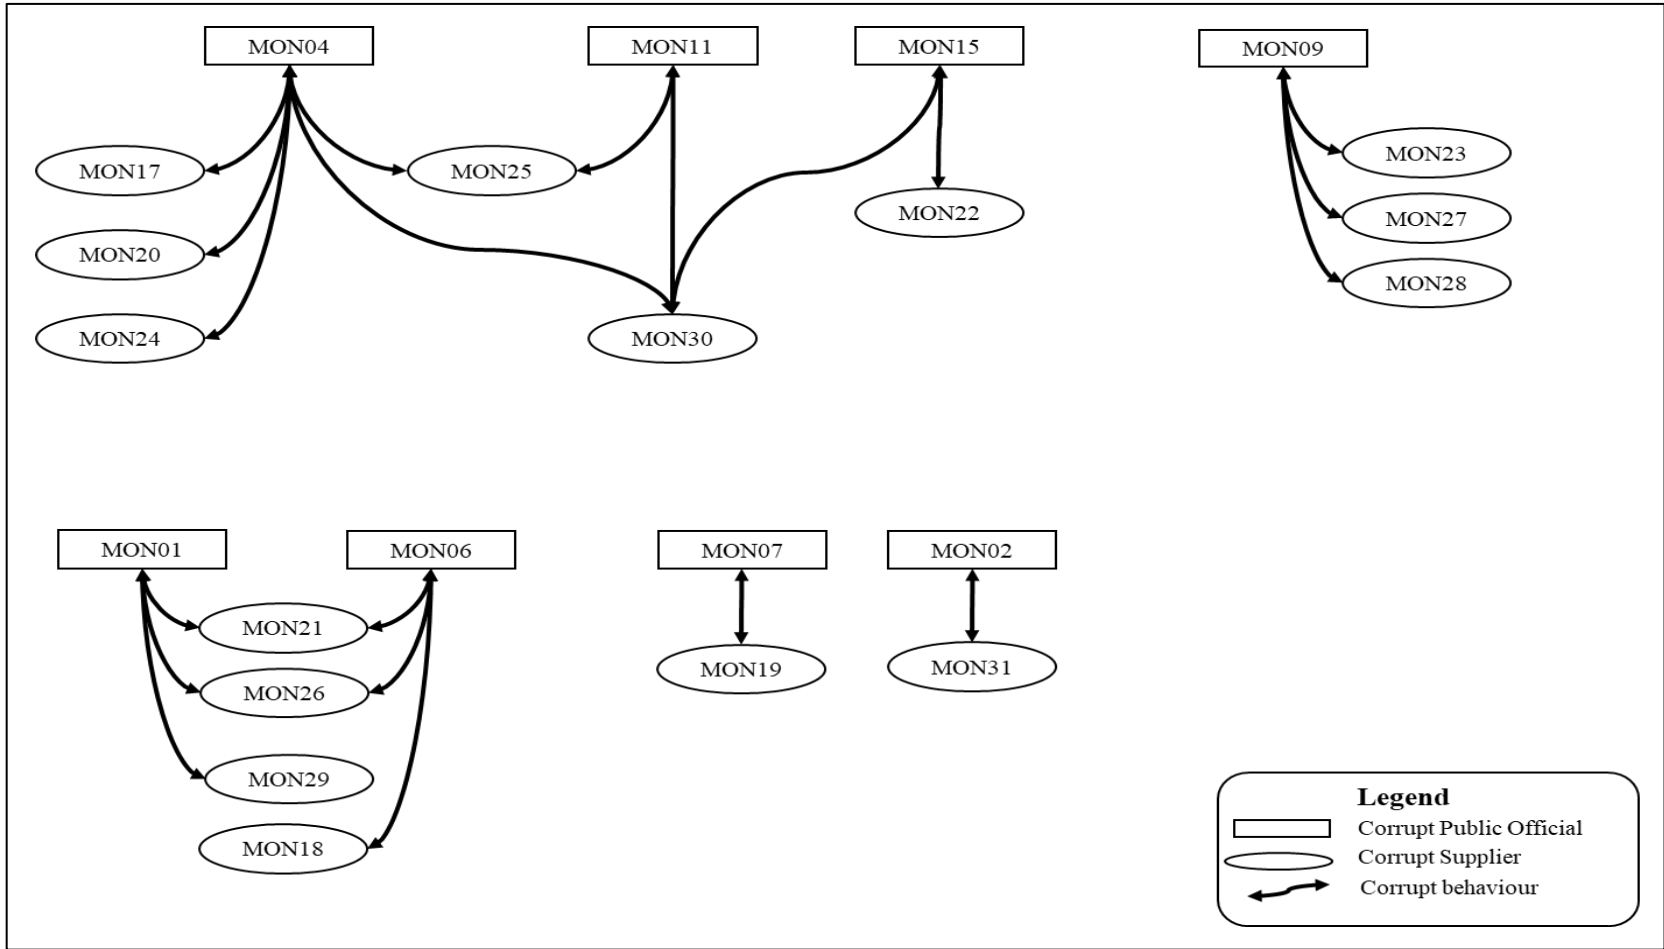 MON04
MON11
MON15
MON09
MON17
MON25
MON23
MON22
MON27
MON20
MON28
MON24
MON30
MON01
MON06
MON07
MON02
MON21
MON19
MON31
MON26
MON29
MON18
Legend
Corrupt Public Official
Corrupt Supplier
Corrupt behaviour